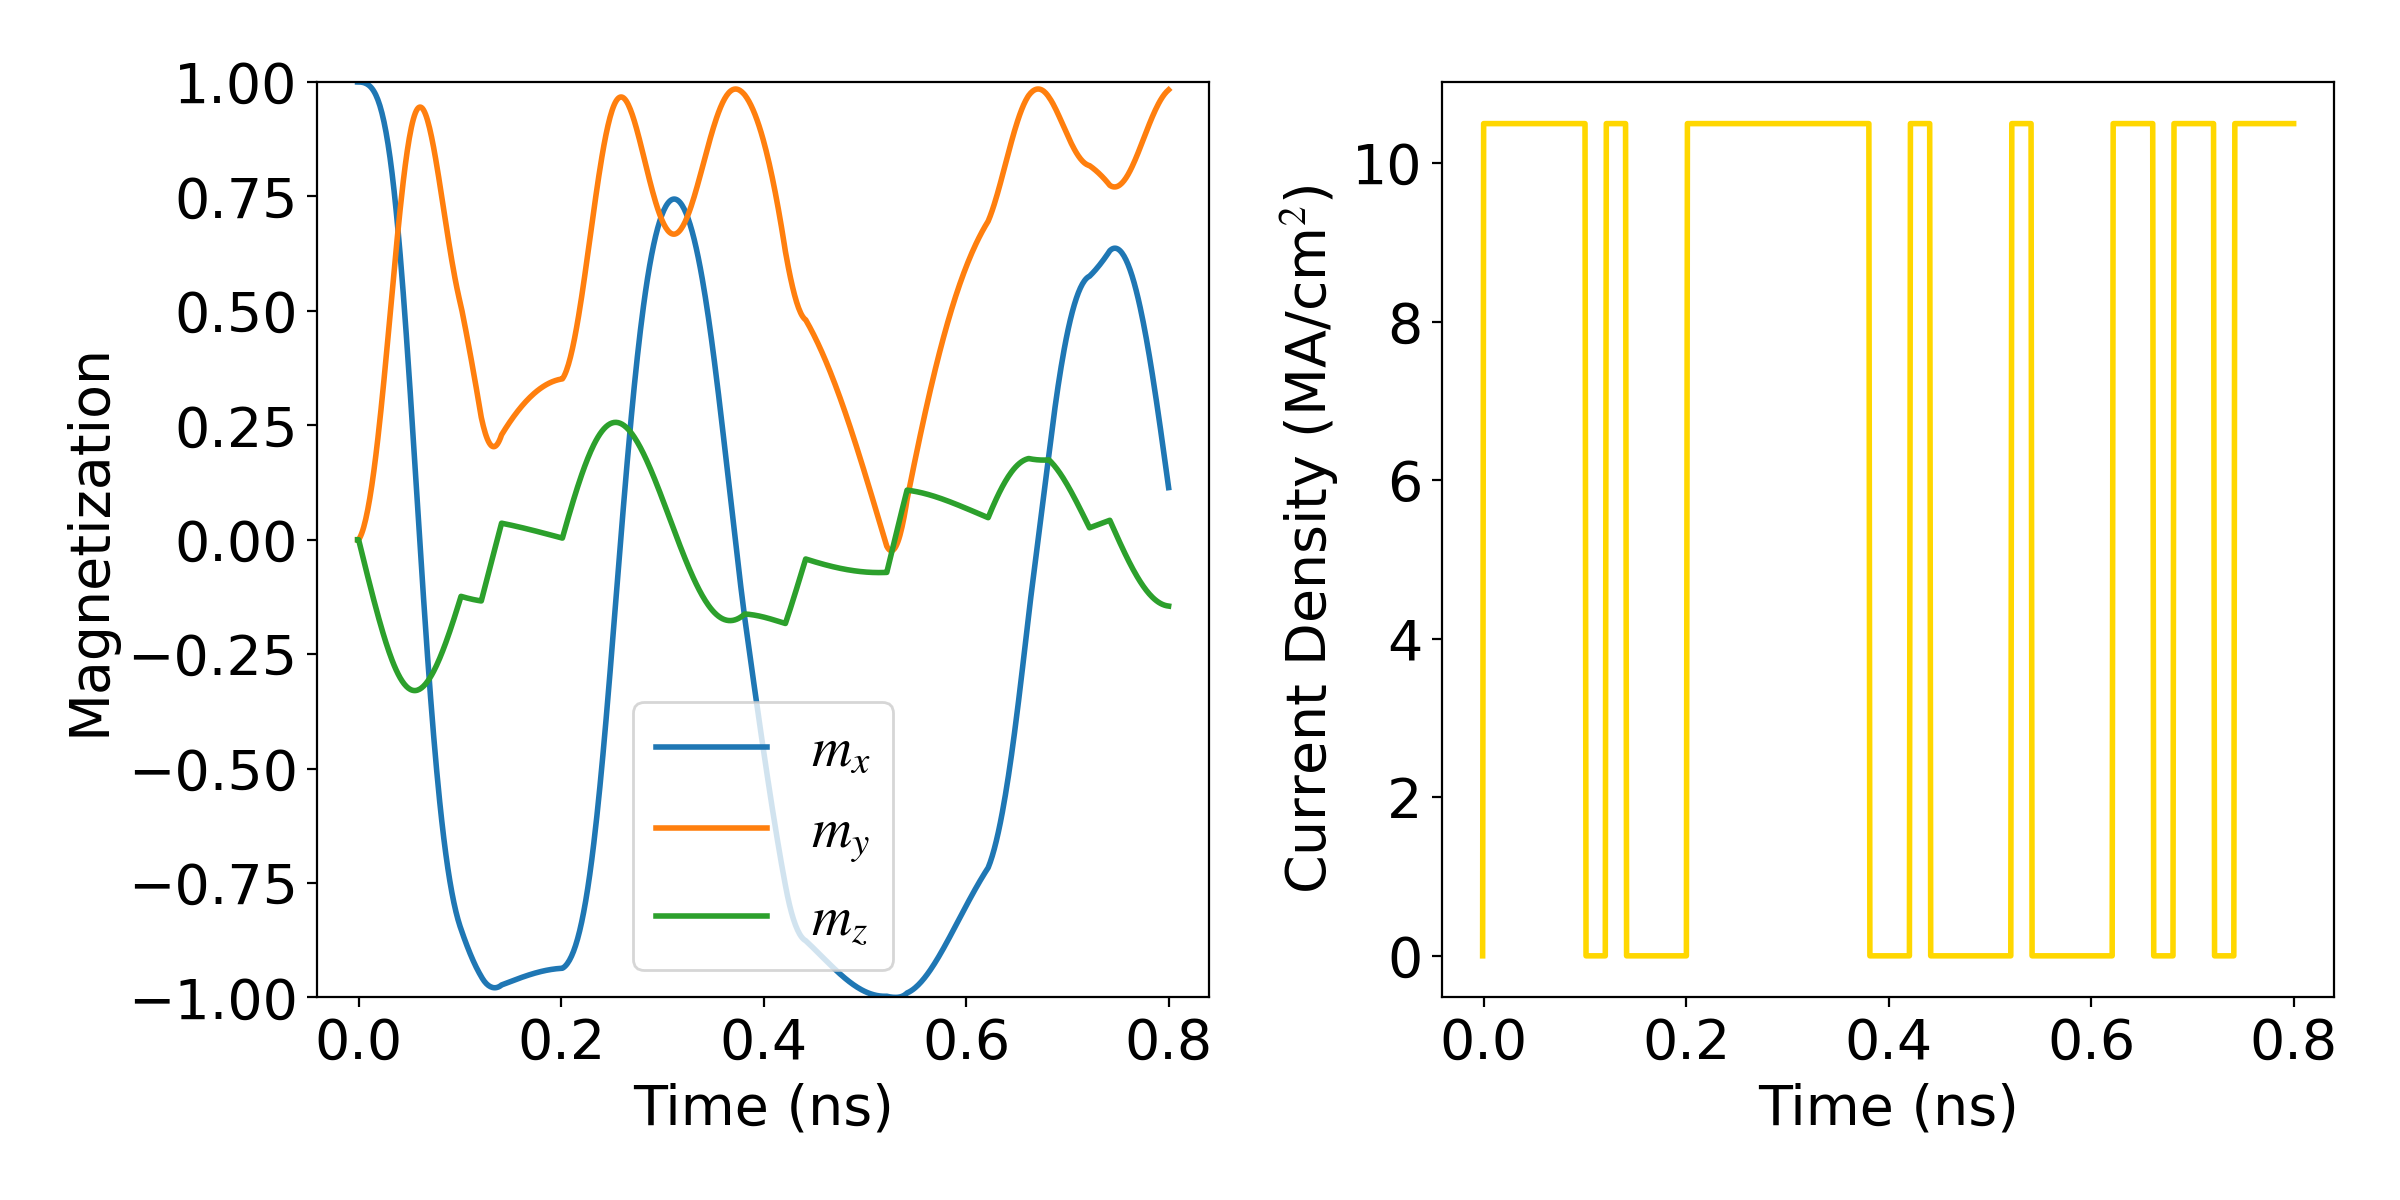 Magnetization
1.00
0.75
0.50
0.25
0.00
−0.25
−0.50
−0.75
−1.00
0.0 0.2 0.4 0.6 0.8
Time (ns)
m_x
m_y
m_z
Current Density (MA/cm²)
10
8
6
4
2
0
0.0 0.2 0.4 0.6 0.8
Time (ns)